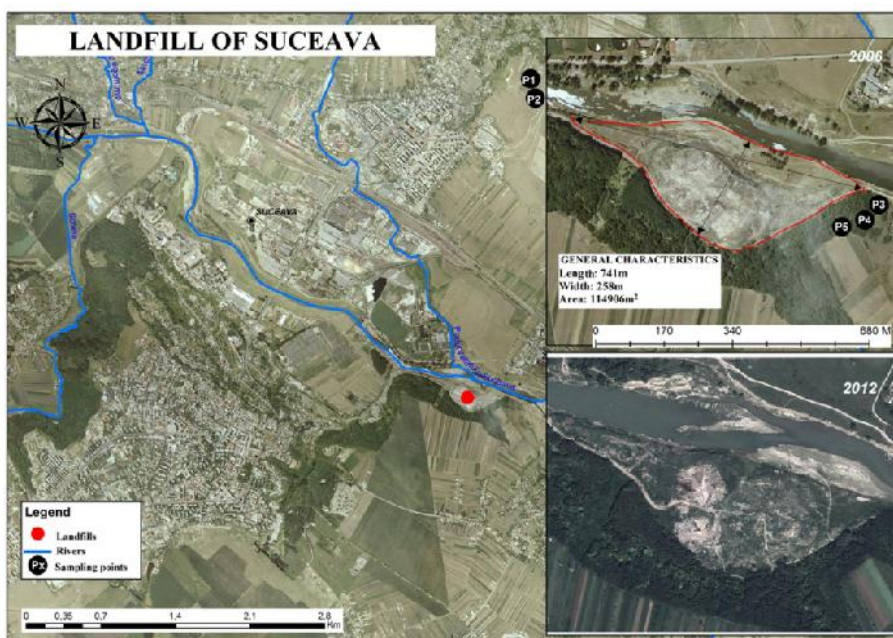 LANDFILL OF SUCEAVA
N
W E
S
SUCEAVA
Legend
Landfills
Rivers
Px Sampling points
0 0,35 0,7 1,4 2,1 2,8
Km
2006
P1
P2
P3
P4
P5
GENERAL CHARACTERISTICS
Length: 741m
Width: 258m
Area: 114906m²
0 170 340 680 M
2012